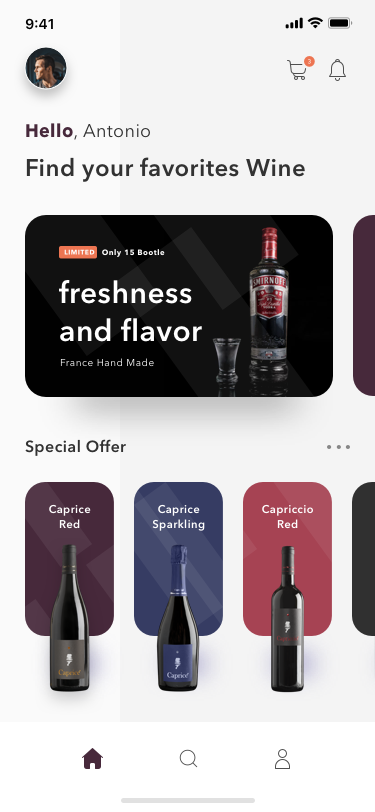 9:41
3
Hello, Antonio
Find your favorites Wine
LIMITED Only 15 Bootle
freshness
and flavor
France Hand Made
SMIRNOFF
Special Offer
Caprice
Red
Caprice
Sparkling
Capriccio
Red
Caprice
Caprice